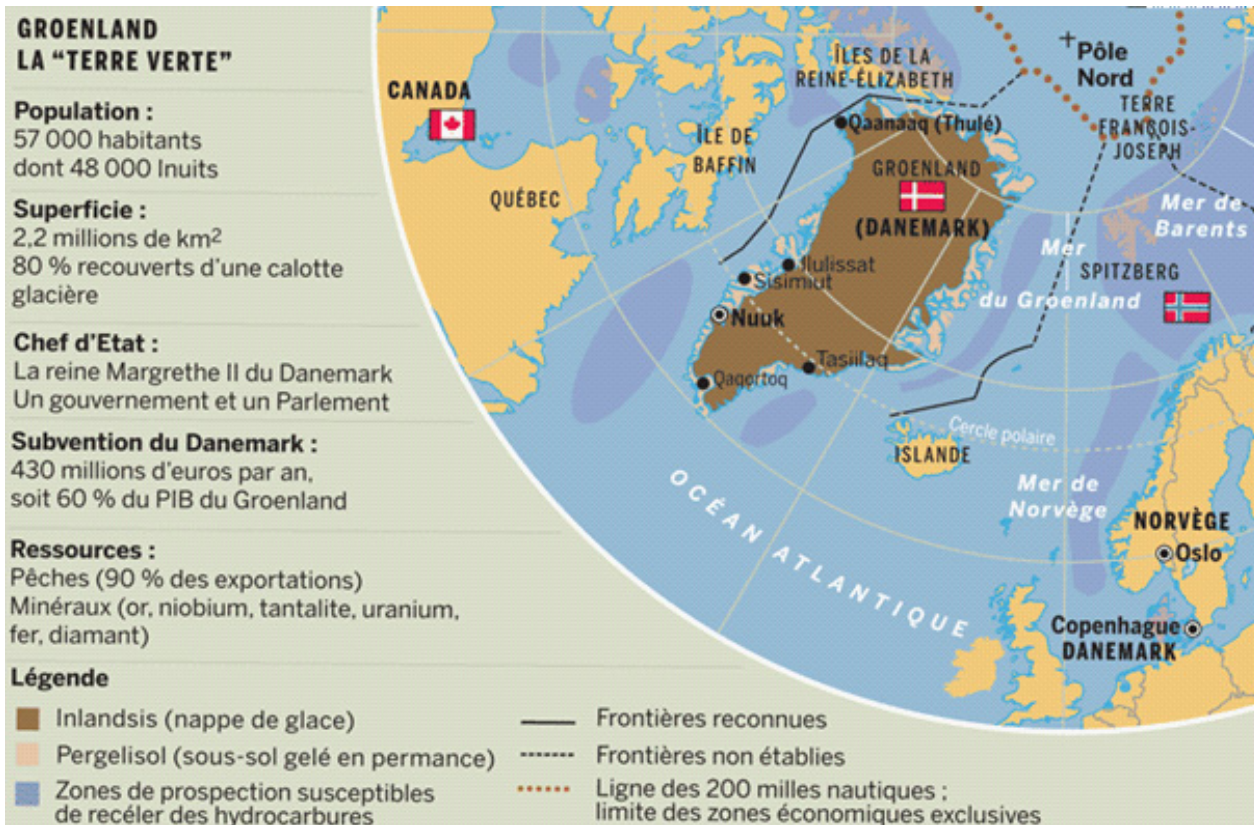 GROENLAND
LA “TERRE VERTE”
Population :
57 000 habitants
dont 48 000 Inuits
Superficie :
2,2 millions de km²
80 % recouverts d’une calotte
glacière
Chef d’Etat :
La reine Margrethe II du Danemark
Un gouvernement et un Parlement
Subvention du Danemark :
430 millions d’euros par an,
soit 60 % du PIB du Groenland
Ressources :
Pêches (90 % des exportations)
Minéraux (or, niobium, tantalite, uranium,
fer, diamant)
CANADA
QUÉBEC
ÎLE DE
BAFFIN
ÎLES DE LA
REINE-ÉLIZABETH
Pôle
Nord
TERRE
FRANÇOIS-
JOSEPH
Qaanaaq (Thulé)
GROENLAND
(DANEMARK)
Mer de
Barents
SPITZBERG
Mer
du Groenland
Ilulissat
Sisimiut
Nuuk
Tasiilaq
Qaqortoq
Cercle polaire
ISLANDE
Mer de
Norvège
OCÉAN ATLANTIQUE
NORVÈGE
Oslo
Copenhague
DANEMARK
Légende
Inlandsis (nappe de glace)
Pergelisol (sous-sol gelé en permance)
Zones de prospection susceptibles
de recéler des hydrocarbures
Frontières reconnues
Frontières non établies
Ligne des 200 milles nautiques ;
limite des zones économiques exclusives